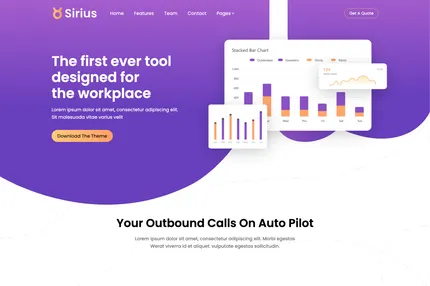 Sirius
Home Features Team Contact Pages
Get A Quote
The first ever tool
designed for
the workplace
Lorem ipsum dolor sit amet, consectetur adipiscing elit.
Sit malesuada vitae varius velit
Download The Theme
Stacked Bar Chart
Your Outbound Calls On Auto Pilot
Lorem ipsum dolor sit amet, consectetur adipiscing elit. Morbi egestas
Werat viverra id et aliquet. vulputate egestas sollicitudin.